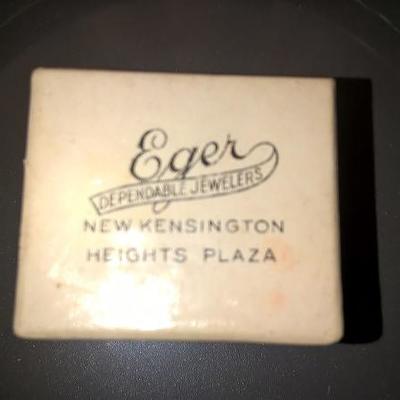 Eger
DEPENDABLE JEWELERS
NEW KENSINGTON
HEIGHTS PLAZA